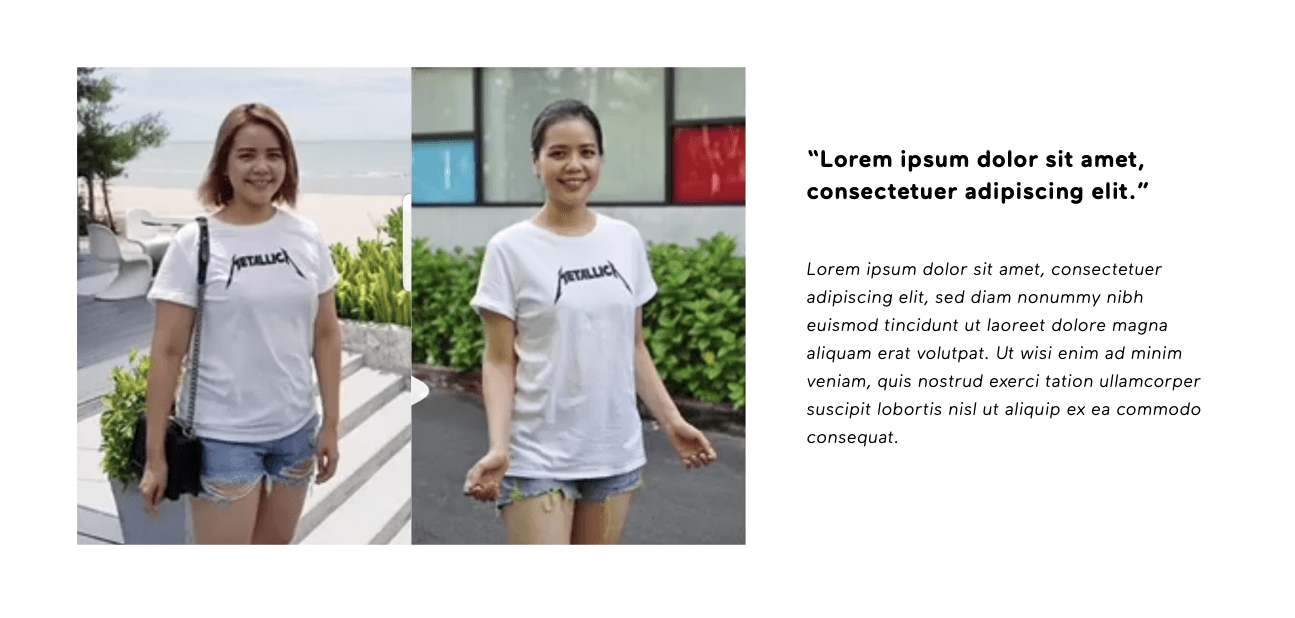 METALLICA
METALLICA
“Lorem ipsum dolor sit amet,
consectetuer adipiscing elit.”
Lorem ipsum dolor sit amet, consectetuer
adipiscing elit, sed diam nonummy nibh
euismod tincidunt ut laoreet dolore magna
aliquam erat volutpat. Ut wisi enim ad minim
veniam, quis nostrud exerci tation ullamcorper
suscipit lobortis nisl ut aliquip ex ea commodo
consequat.